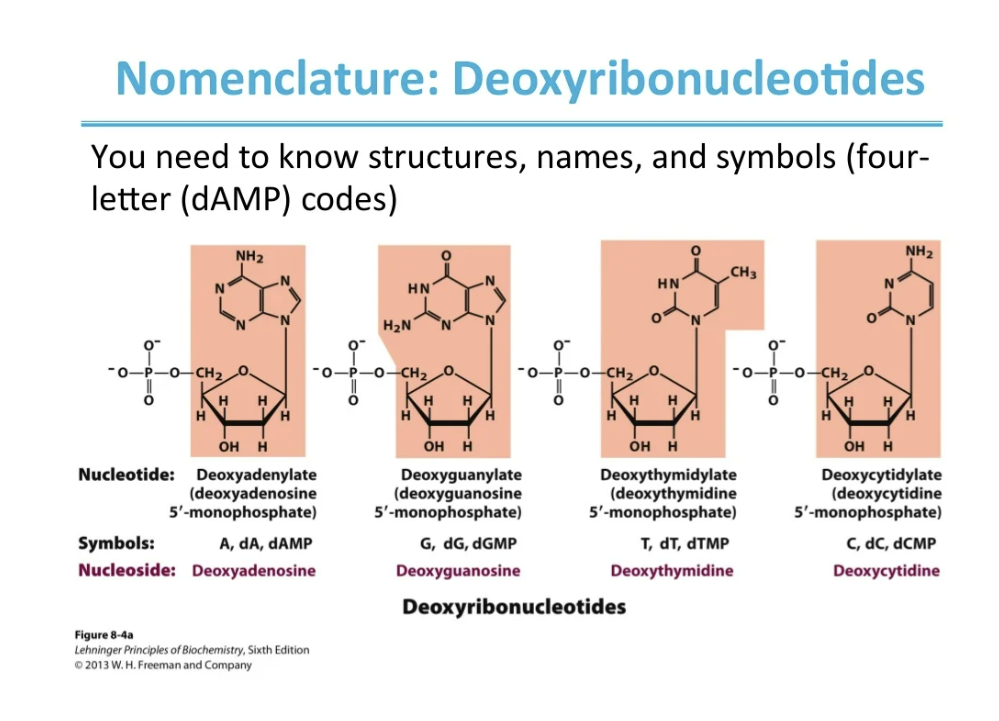 Nomenclature: Deoxyribonucleotides
You need to know structures, names, and symbols (four-
letter (dAMP) codes)
NH₂ O O NH₂
CH₃
N N HN N HN N
H₂N
N N N N O N O N
O⁻ O⁻ O⁻ O⁻
⁻O—P—O—CH₂ O ⁻O—P—O—CH₂ O ⁻O—P—O—CH₂ O ⁻O—P—O—CH₂ O
O O O O
H H H H H H H H
H H H H H H H H
OH H OH H OH H OH H
Nucleotide: Deoxyadenylate Deoxyguanylate Deoxythymidylate Deoxycytidylate
(deoxyadenosine (deoxyguanosine (deoxythymidine (deoxycytidine
5′-monophosphate) 5′-monophosphate) 5′-monophosphate) 5′-monophosphate)
Symbols: A, dA, dAMP G, dG, dGMP T, dT, dTMP C, dC, dCMP
Nucleoside: Deoxyadenosine Deoxyguanosine Deoxythymidine Deoxycytidine
Deoxyribonucleotides
Figure 8-4a
Lehninger Principles of Biochemistry, Sixth Edition
© 2013 W. H. Freeman and Company